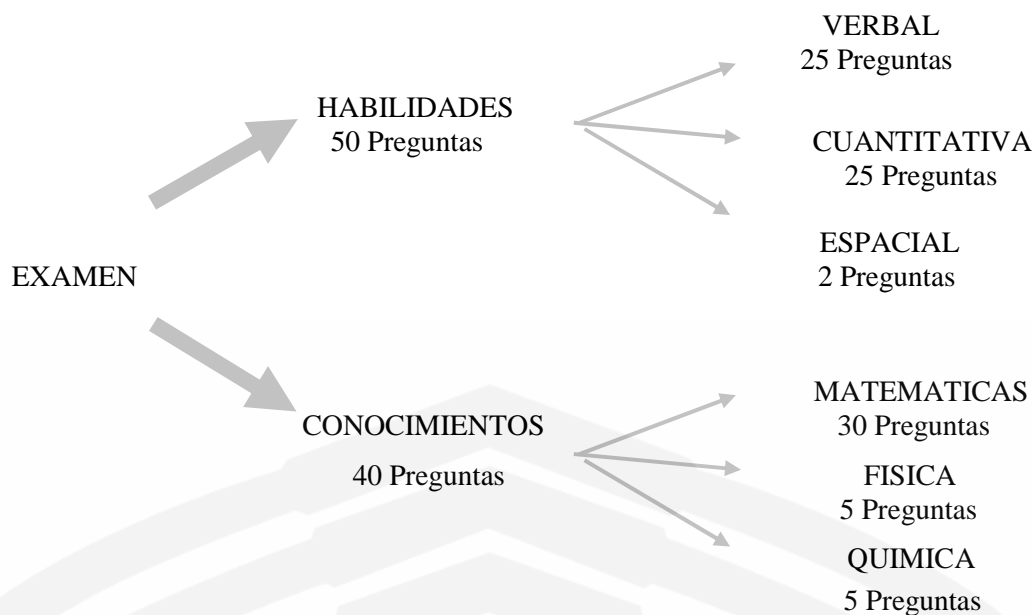 EXAMEN
HABILIDADES
50 Preguntas
VERBAL
25 Preguntas
CUANTITATIVA
25 Preguntas
ESPACIAL
2 Preguntas
CONOCIMIENTOS
40 Preguntas
MATEMATICAS
30 Preguntas
FISICA
5 Preguntas
QUIMICA
5 Preguntas